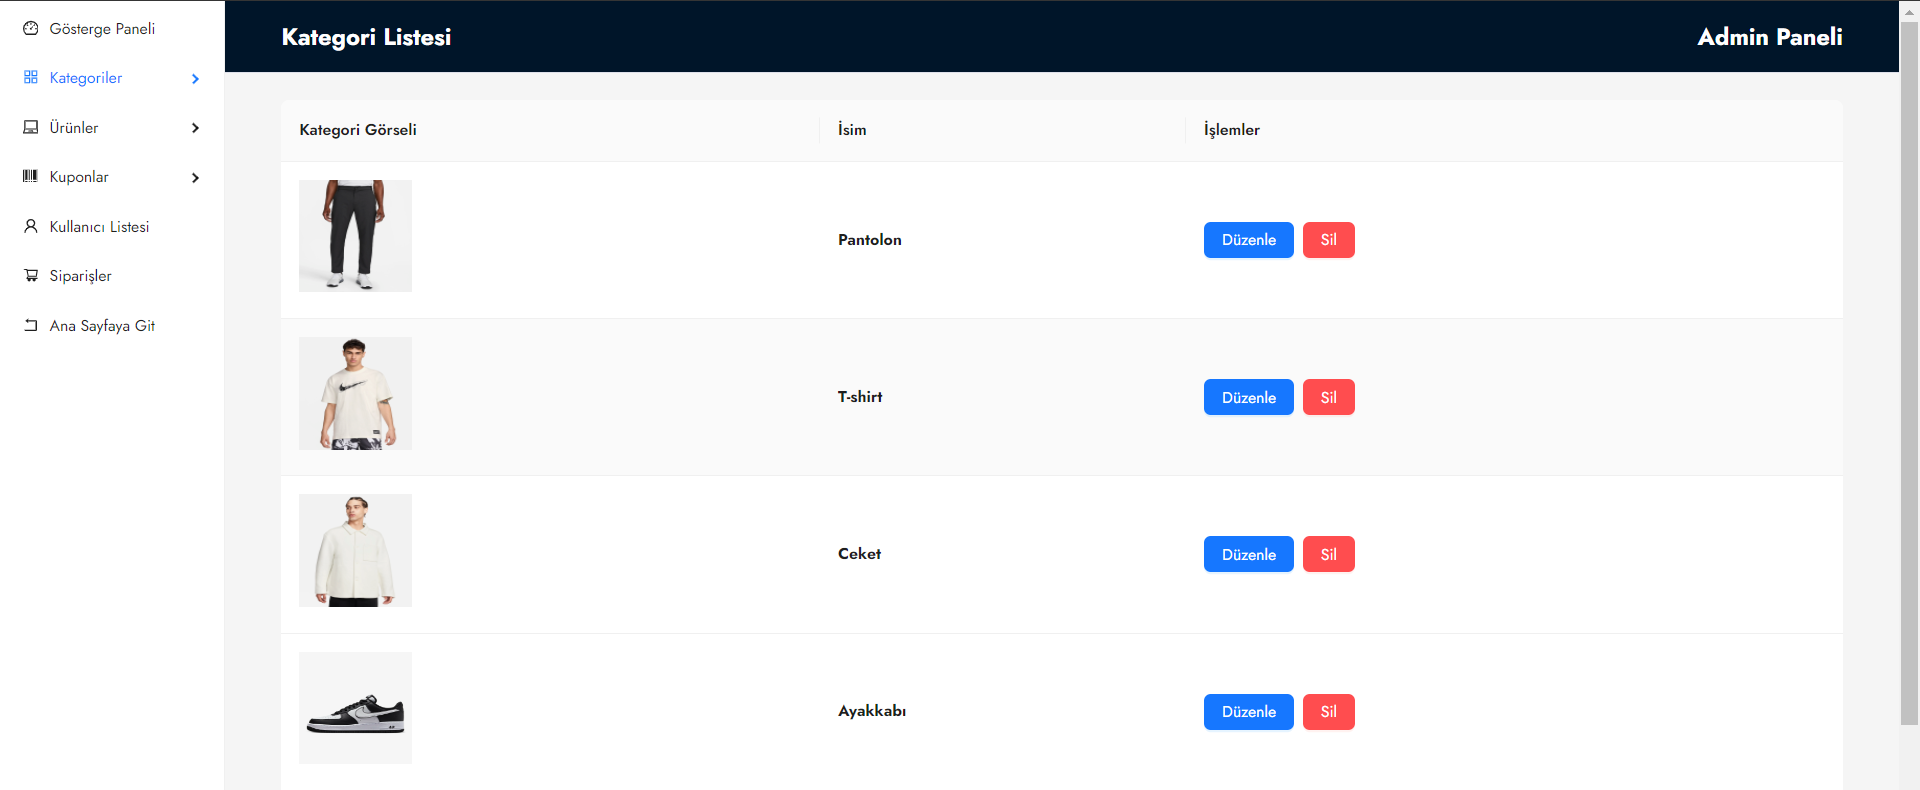 Gösterge Paneli
Kategoriler
Ürünler
Kuponlar
Kullanıcı Listesi
Siparişler
Ana Sayfaya Git
Kategori Listesi
Admin Paneli
Kategori Görseli İsim İşlemler
Pantolon Düzenle Sil
T-shirt Düzenle Sil
Ceket Düzenle Sil
Ayakkabı Düzenle Sil